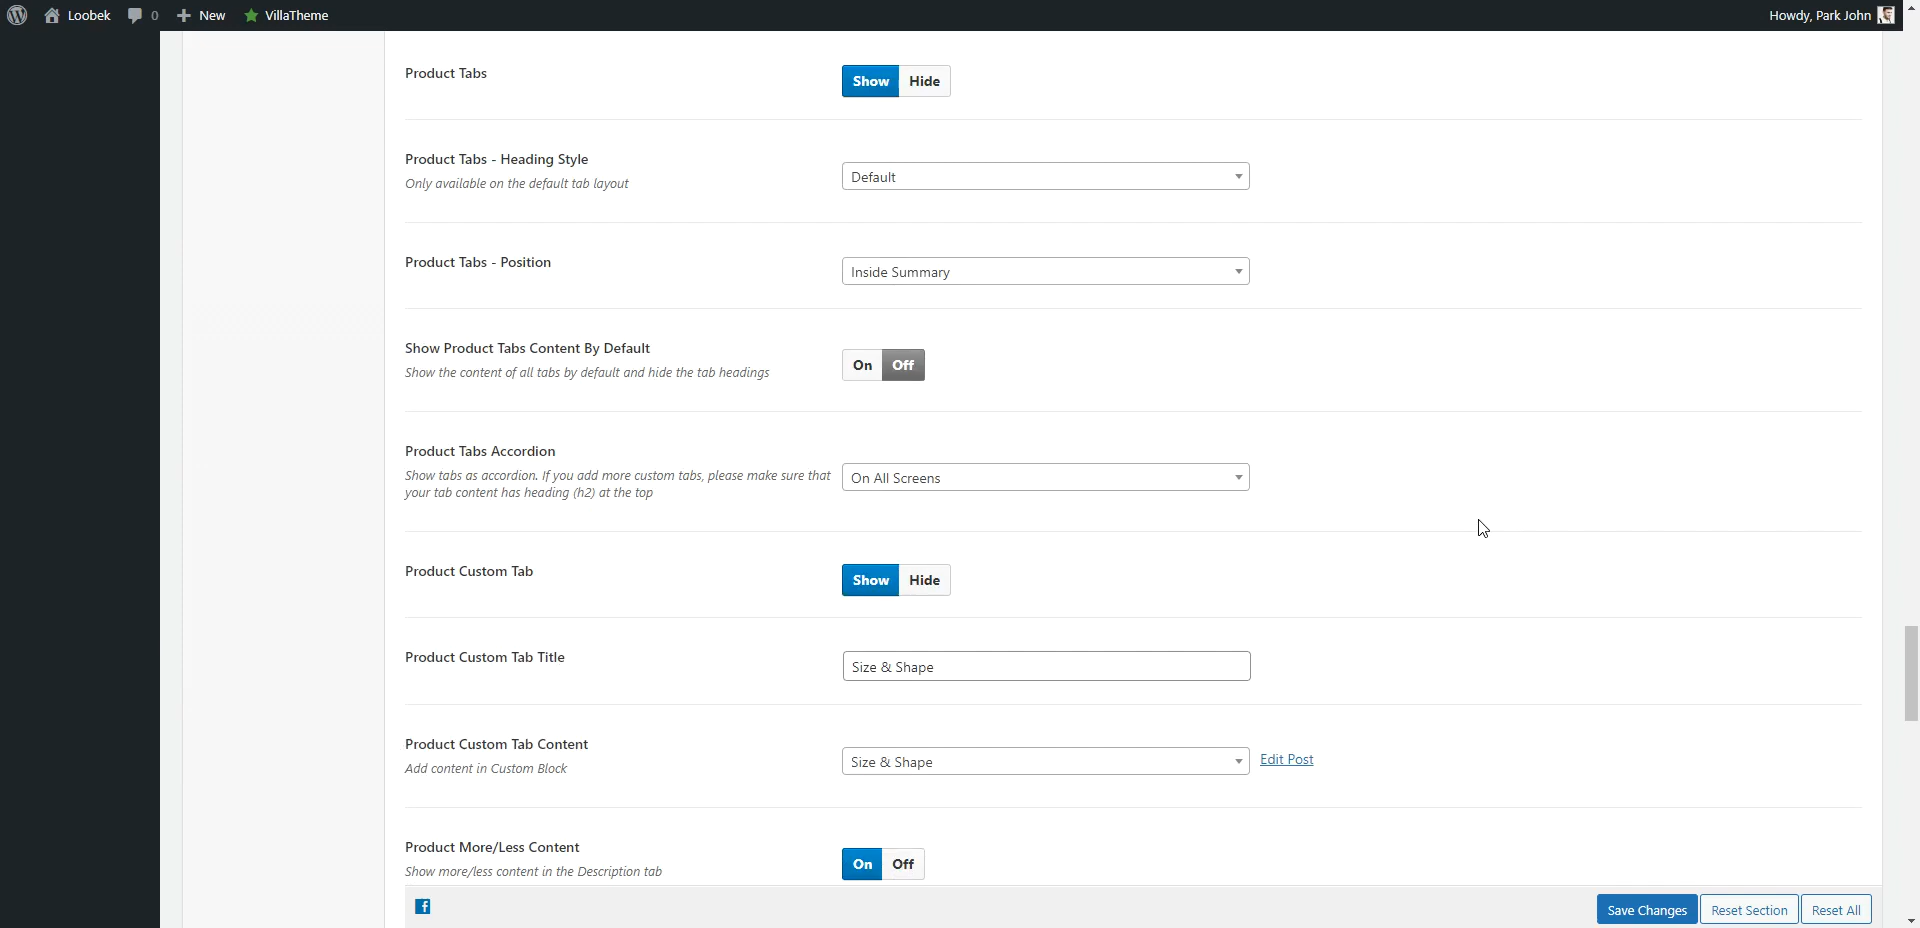 Loobek 0 New VillaTheme Howdy, Park John
Product Tabs Show Hide
Product Tabs - Heading Style
Only available on the default tab layout
Default
Product Tabs - Position
Inside Summary
Show Product Tabs Content By Default
Show the content of all tabs by default and hide the tab headings
On Off
Product Tabs Accordion
Show tabs as accordion. If you add more custom tabs, please make sure that
your tab content has heading (h2) at the top
On All Screens
Product Custom Tab
Show Hide
Product Custom Tab Title
Size & Shape
Product Custom Tab Content
Add content in Custom Block
Size & Shape Edit Post
Product More/Less Content
Show more/less content in the Description tab
On Off
Save Changes Reset Section Reset All